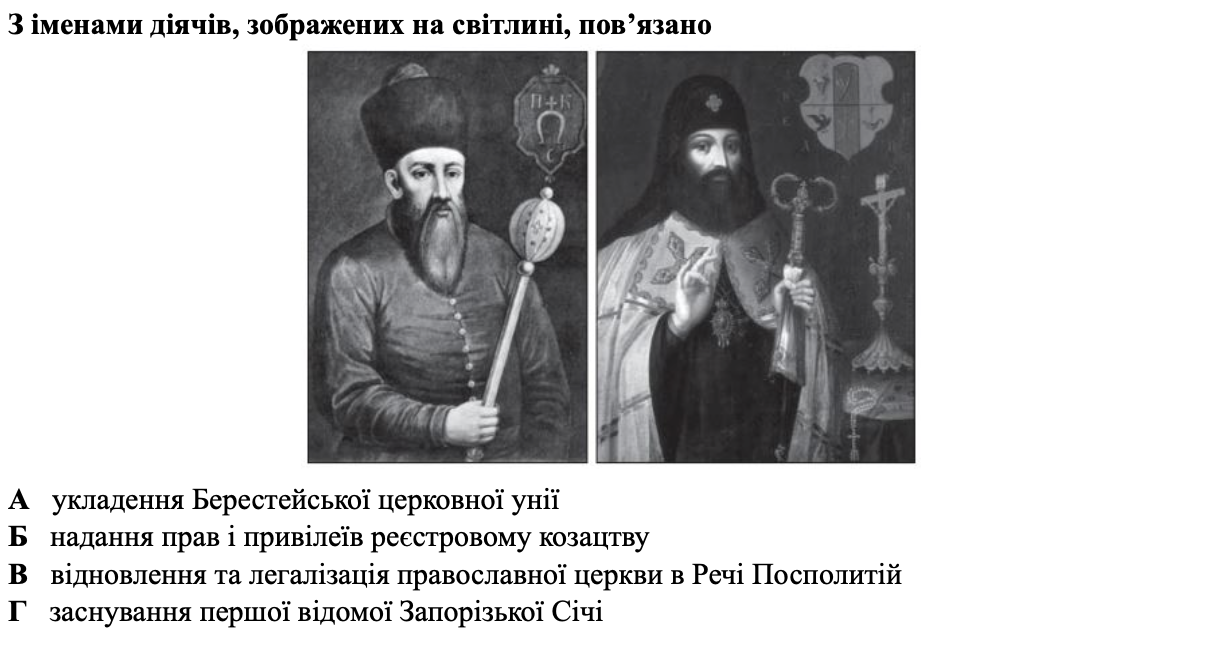 З іменами діячів, зображених на світлині, пов’язано
П + К
С
А укладення Берестейської церковної унії
Б надання прав і привілеїв реєстровому козацтву
В відновлення та легалізація православної церкви в Речі Посполитій
Г заснування першої відомої Запорізької Січі